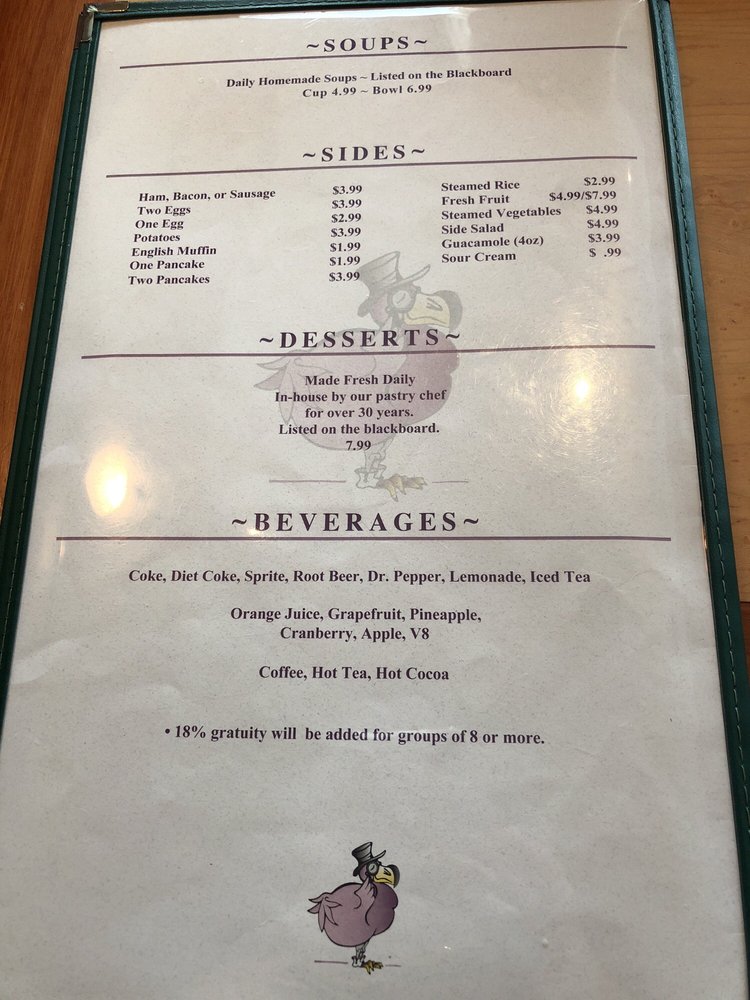 ~SOUPS~
Daily Homemade Soups ~ Listed on the Blackboard
Cup 4.99 ~ Bowl 6.99
~SIDES~
Ham, Bacon, or Sausage $3.99
Two Eggs $3.99
One Egg $2.99
Potatoes $3.99
English Muffin $1.99
One Pancake $1.99
Two Pancakes $3.99
Steamed Rice $2.99
Fresh Fruit $4.99/$7.99
Steamed Vegetables $4.99
Side Salad $4.99
Guacamole (4oz) $3.99
Sour Cream $ .99
~DESSERTS~
Made Fresh Daily
In-house by our pastry chef
for over 30 years.
Listed on the blackboard.
7.99
~BEVERAGES~
Coke, Diet Coke, Sprite, Root Beer, Dr. Pepper, Lemonade, Iced Tea
Orange Juice, Grapefruit, Pineapple,
Cranberry, Apple, V8
Coffee, Hot Tea, Hot Cocoa
• 18% gratuity will be added for groups of 8 or more.